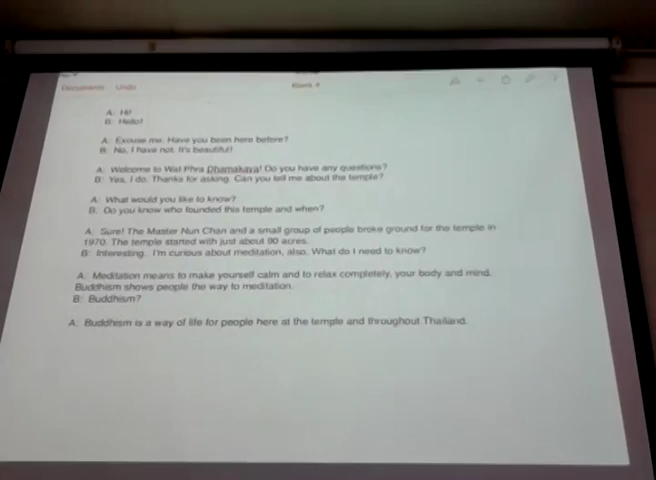 Documents Undo
Blank 4
A: Hi!
B: Hello!
A: Excuse me. Have you been here before?
B: No, I have not. It's beautiful!
A: Welcome to Wat Phra Dhamakaya! Do you have any questions?
B: Yes, I do. Thanks for asking. Can you tell me about the temple?
A: What would you like to know?
B: Do you know who founded this temple and when?
A: Sure! The Master Nun Chan and a small group of people broke ground for the temple in
1970. The temple started with just about 90 acres.
B: Interesting. I'm curious about meditation, also. What do I need to know?
A: Meditation means to make yourself calm and to relax completely, your body and mind.
Buddhism shows people the way to meditation.
B: Buddhism?
A: Buddhism is a way of life for people here at the temple and throughout Thailand.